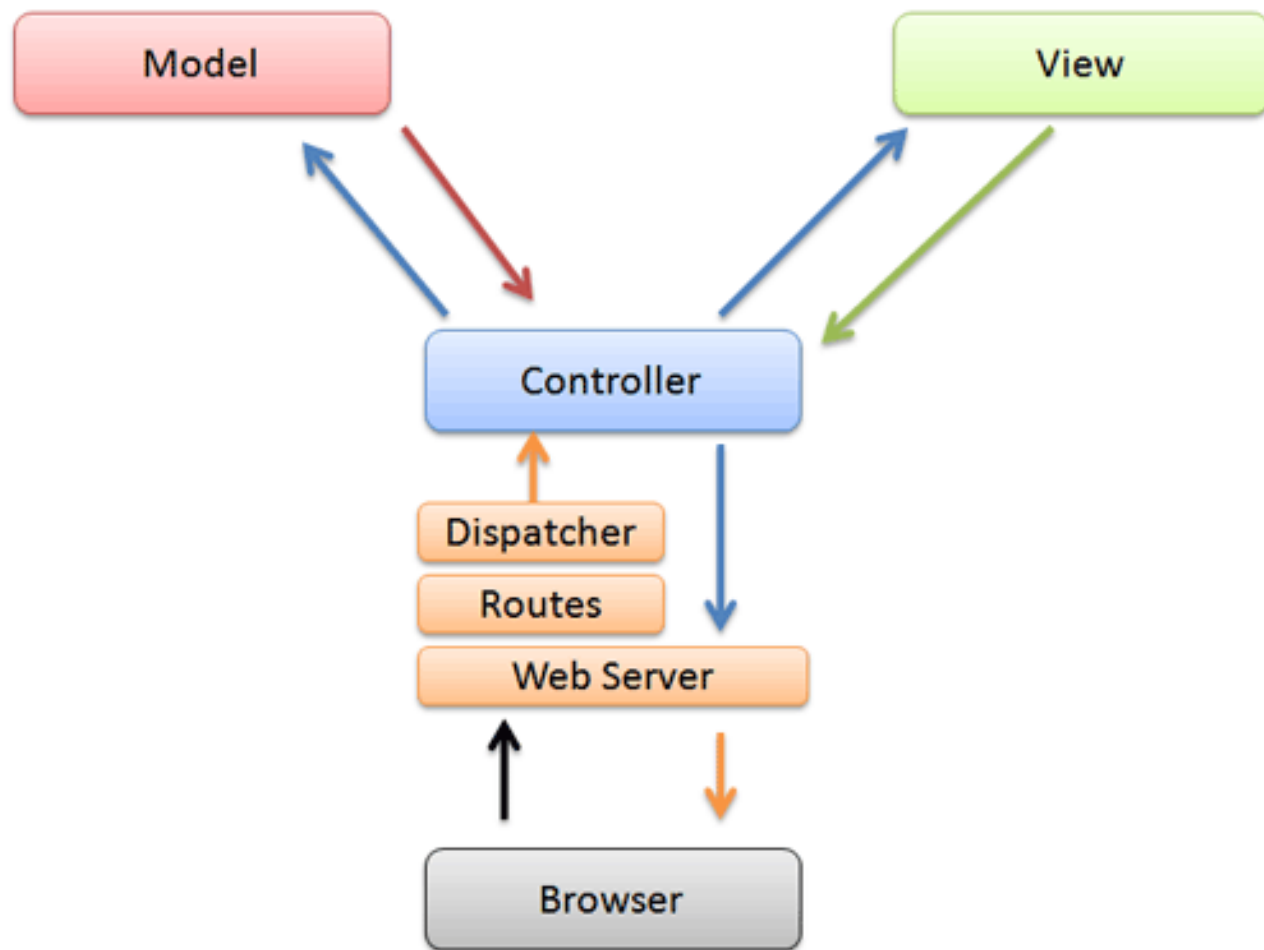 Model
View
Controller
Dispatcher
Routes
Web Server
Browser